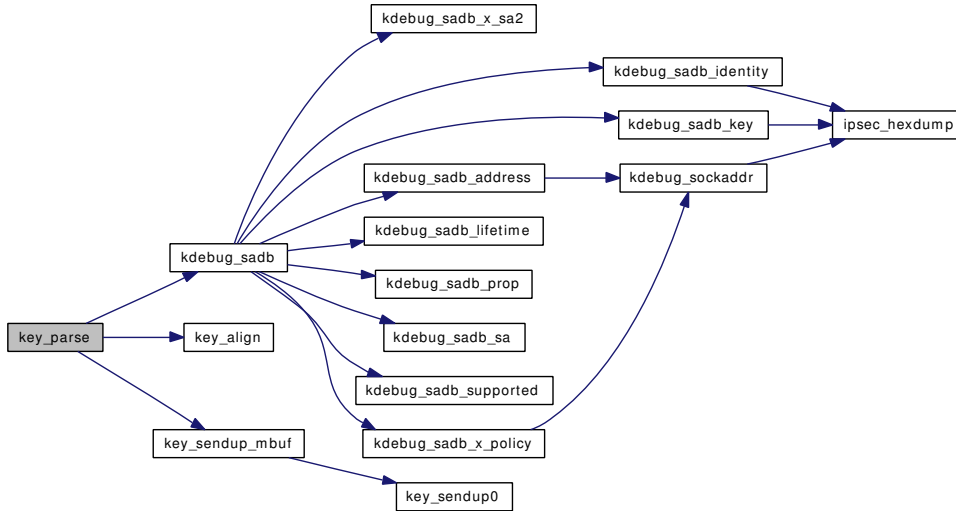 kdebug_sadb_x_sa2
kdebug_sadb_identity
kdebug_sadb_key
ipsec_hexdump
kdebug_sadb_address
kdebug_sockaddr
kdebug_sadb_lifetime
kdebug_sadb
kdebug_sadb_prop
key_parse
key_align
kdebug_sadb_sa
kdebug_sadb_supported
key_sendup_mbuf
kdebug_sadb_x_policy
key_sendup0